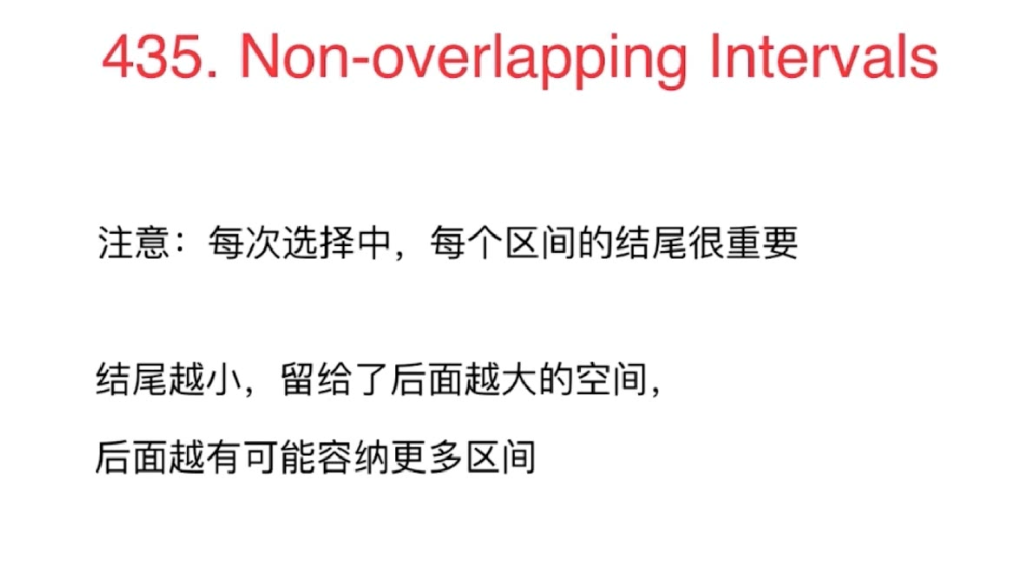 435. Non-overlapping Intervals
注意：每次选择中，每个区间的结尾很重要
结尾越小，留给了后面越大的空间，
后面越有可能容纳更多区间